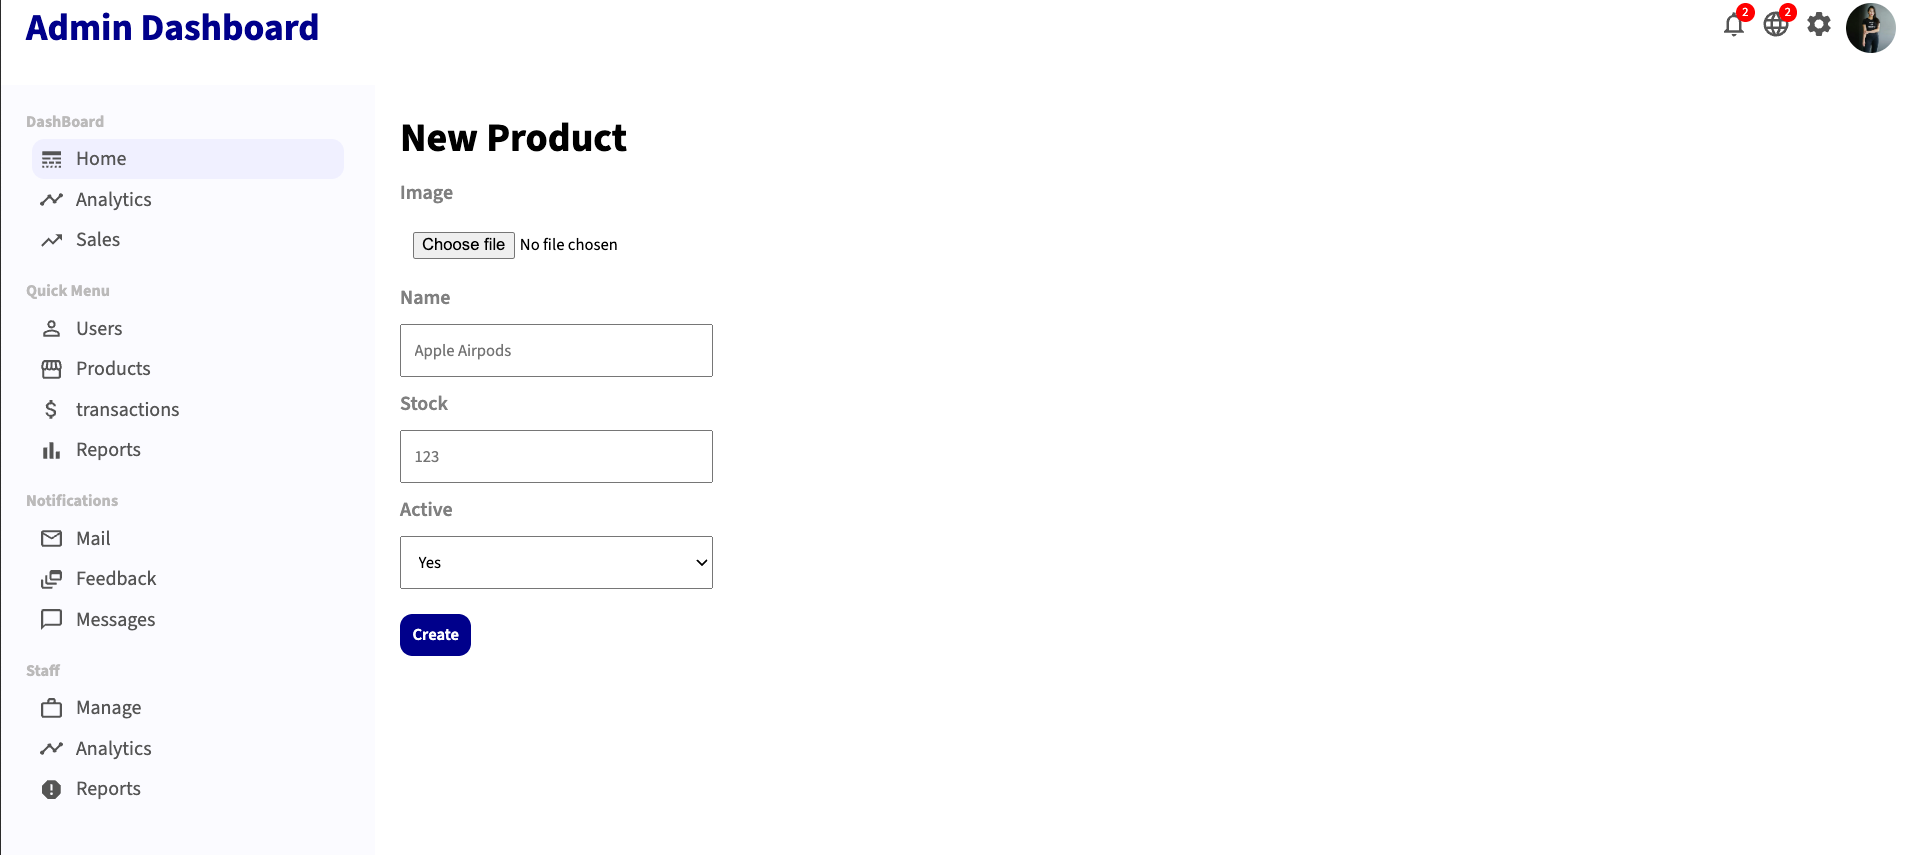 Admin Dashboard
2
2
DashBoard
Home
Analytics
Sales
Quick Menu
Users
Products
transactions
Reports
Notifications
Mail
Feedback
Messages
Staff
Manage
Analytics
Reports
New Product
Image
Choose file No file chosen
Name
Apple Airpods
Stock
123
Active
Yes
Create